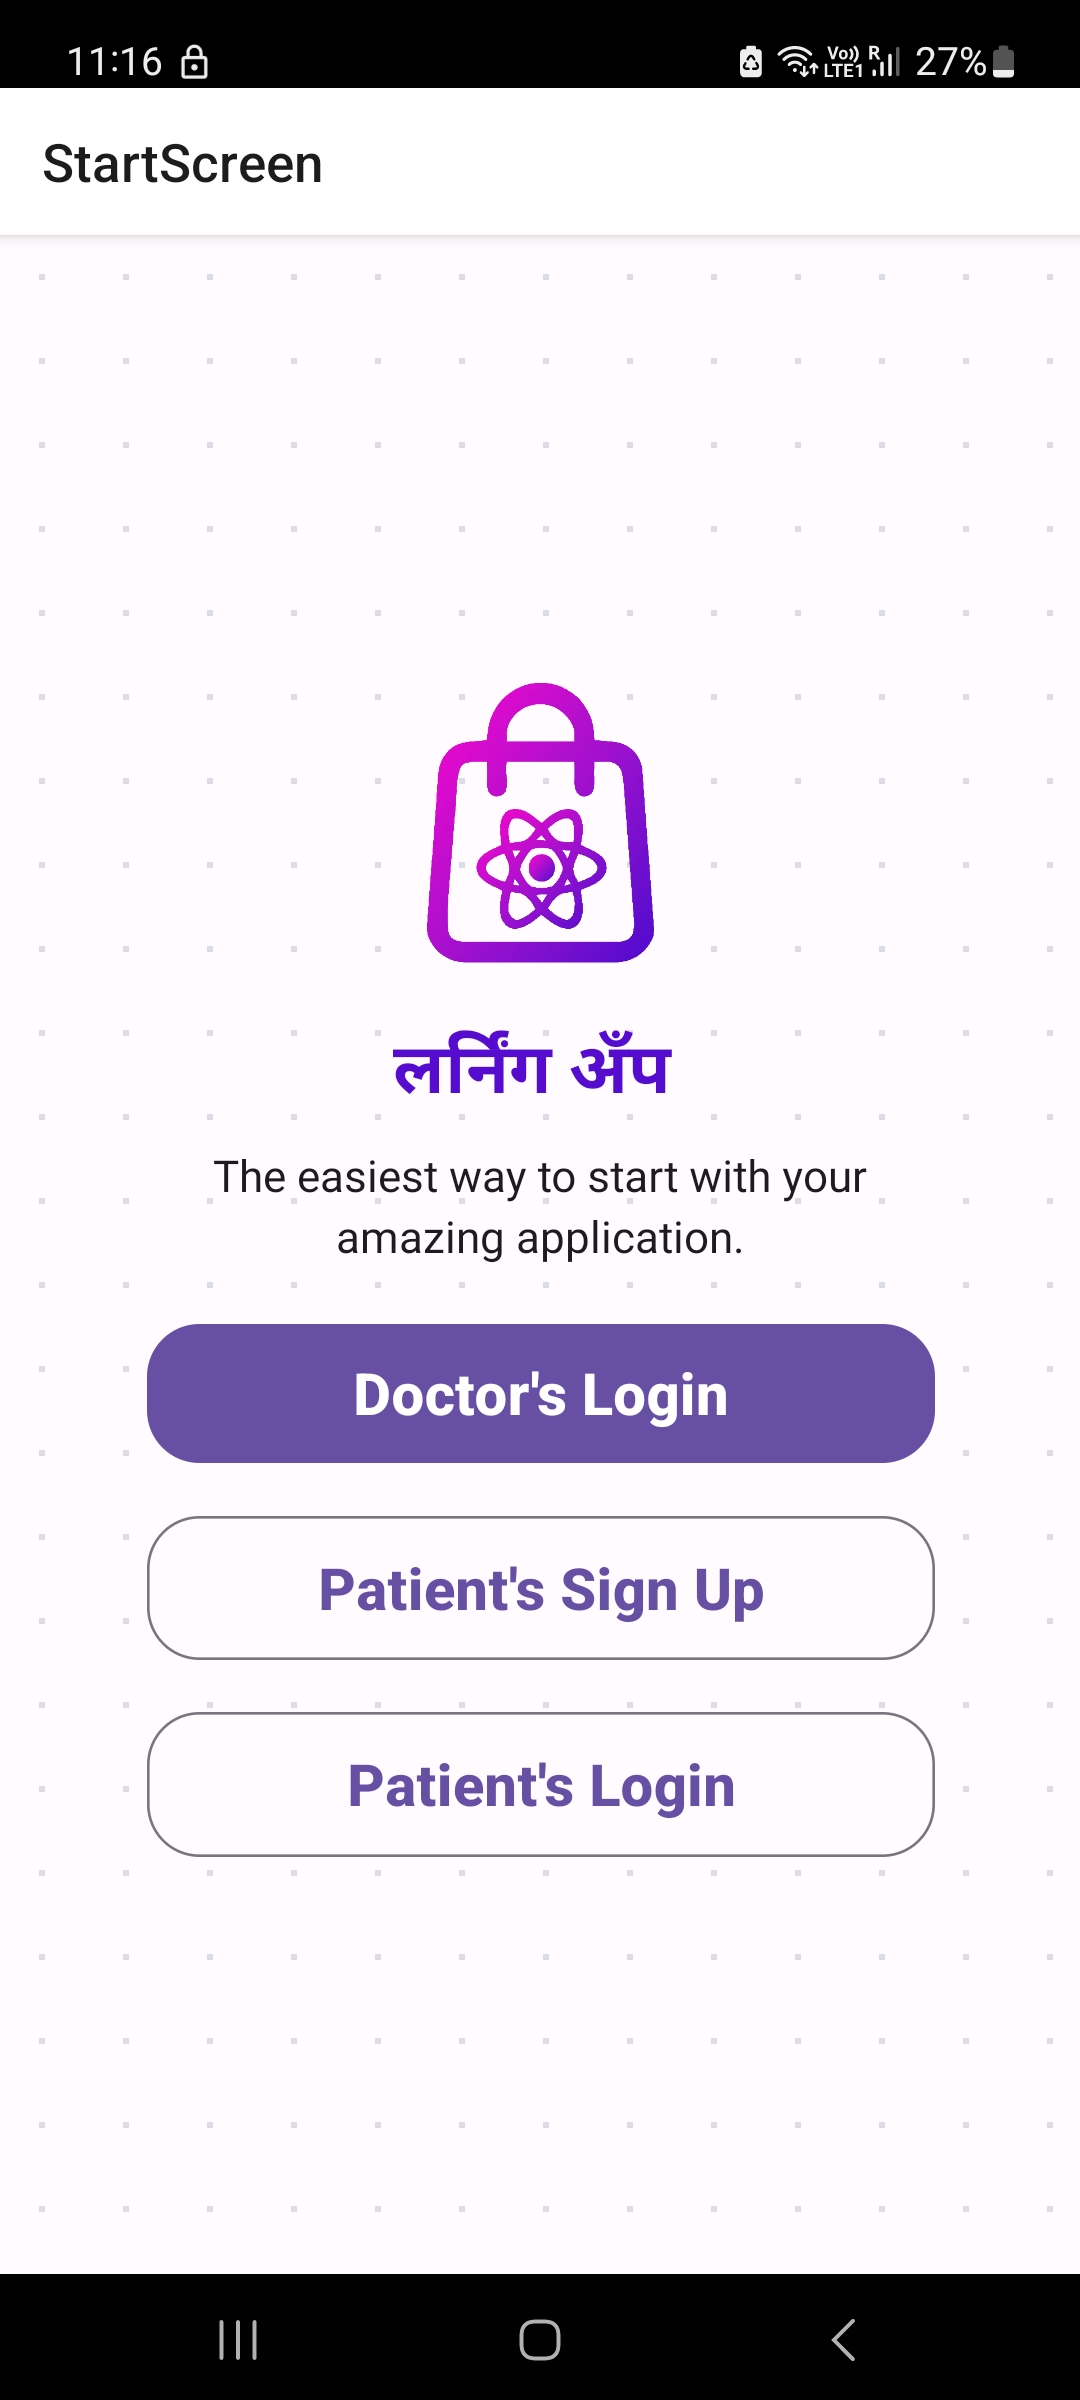 11:16 Vo)) LTE1 R 27%
StartScreen
लर्निंग अँप
The easiest way to start with your
amazing application.
Doctor's Login
Patient's Sign Up
Patient's Login